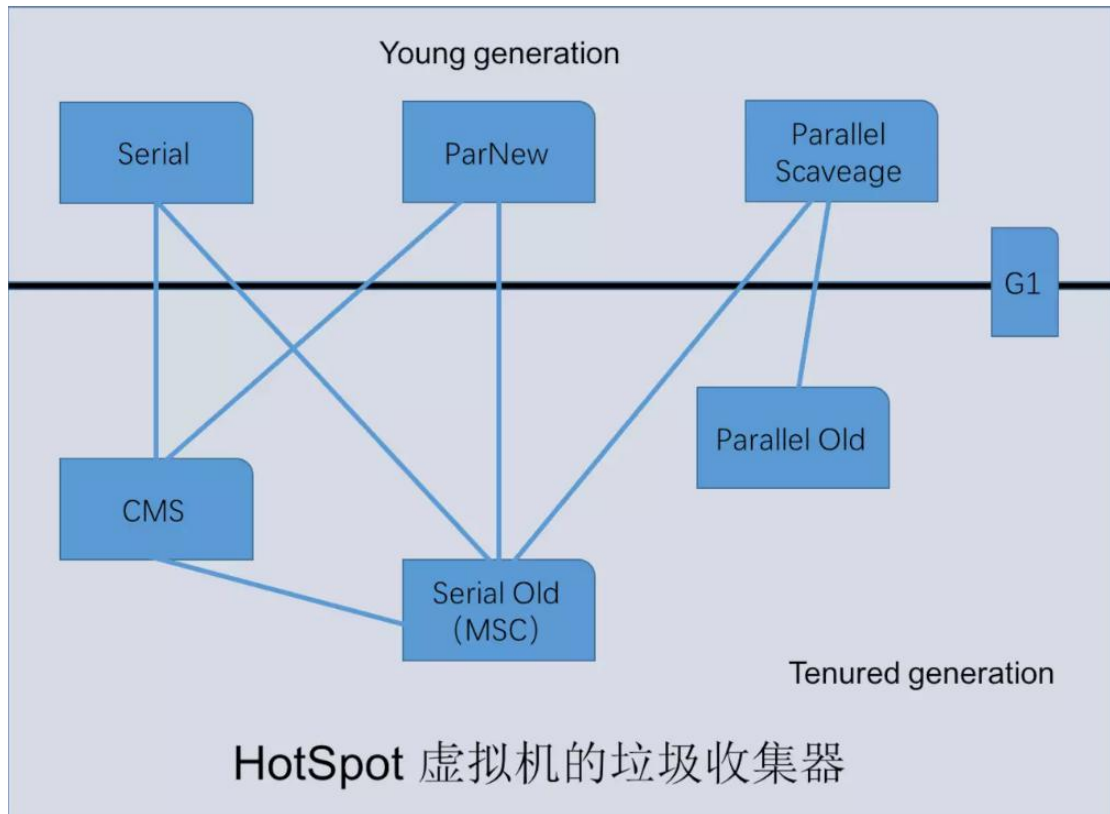 Young generation
Serial
ParNew
Parallel
Scaveage
G1
Parallel Old
CMS
Serial Old
（MSC）
Tenured generation
HotSpot 虚拟机的垃圾收集器